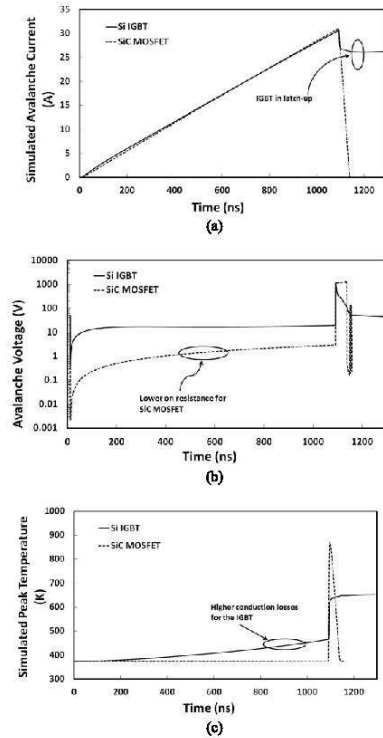 35
30
25
20
15
10
5
0
Simulated Avalanche Current
(A)
Si IGBT
SiC MOSFET
IGBT in latch-up
0 200 400 600 800 1000 1200
Time (ns)
(a)
10000
1000
100
10
1
0.1
0.01
0.001
Avalanche Voltage (V)
Si IGBT
SiC MOSFET
Lower on resistance for
SiC MOSFET
0 200 400 600 800 1000 1200
Time (ns)
(b)
1000
900
800
700
600
500
400
300
Simulated Peak Temperature
(K)
Si IGBT
SiC MOSFET
Higher conduction losses
for the IGBT
0 200 400 600 800 1000 1200
Time (ns)
(c)